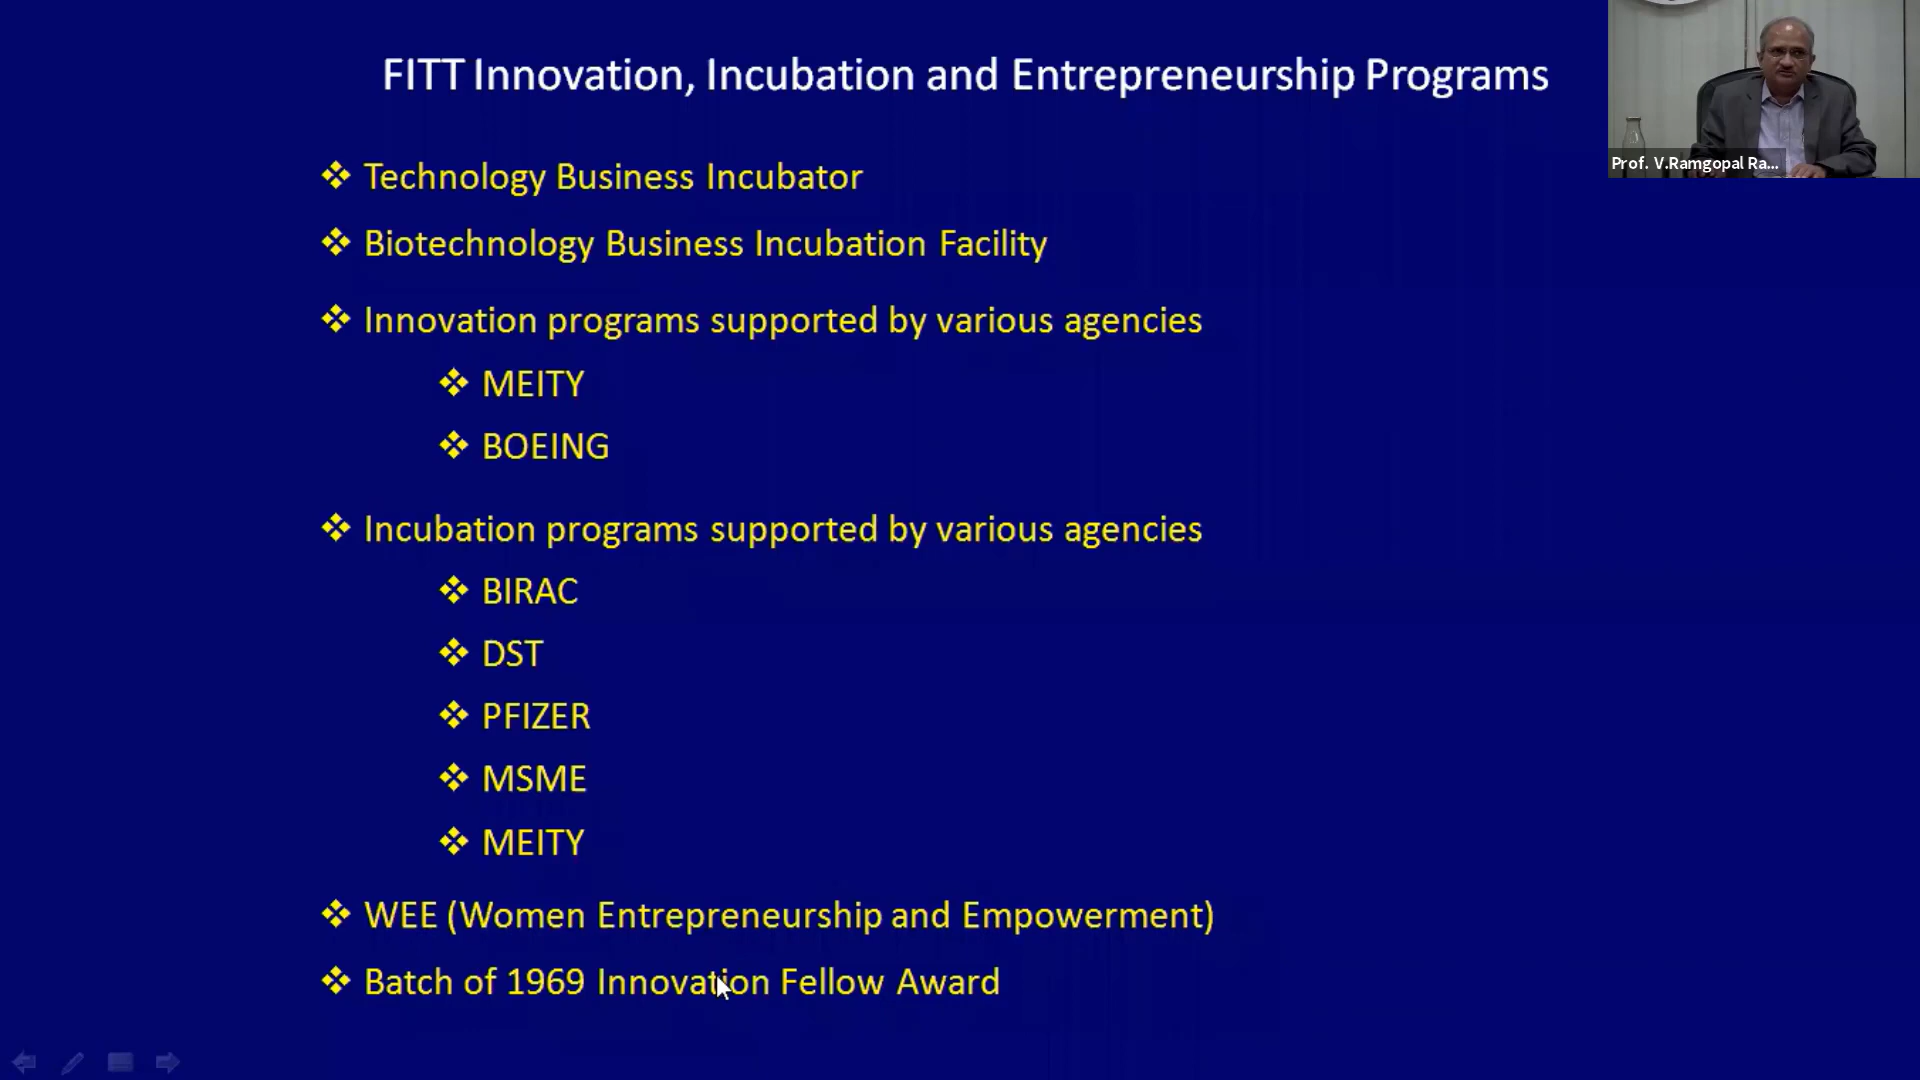 FITT Innovation, Incubation and Entrepreneurship Programs
Prof. V.Ramgopal Ra...
Technology Business Incubator
Biotechnology Business Incubation Facility
Innovation programs supported by various agencies
MEITY
BOEING
Incubation programs supported by various agencies
BIRAC
DST
PFIZER
MSME
MEITY
WEE (Women Entrepreneurship and Empowerment)
Batch of 1969 Innovation Fellow Award